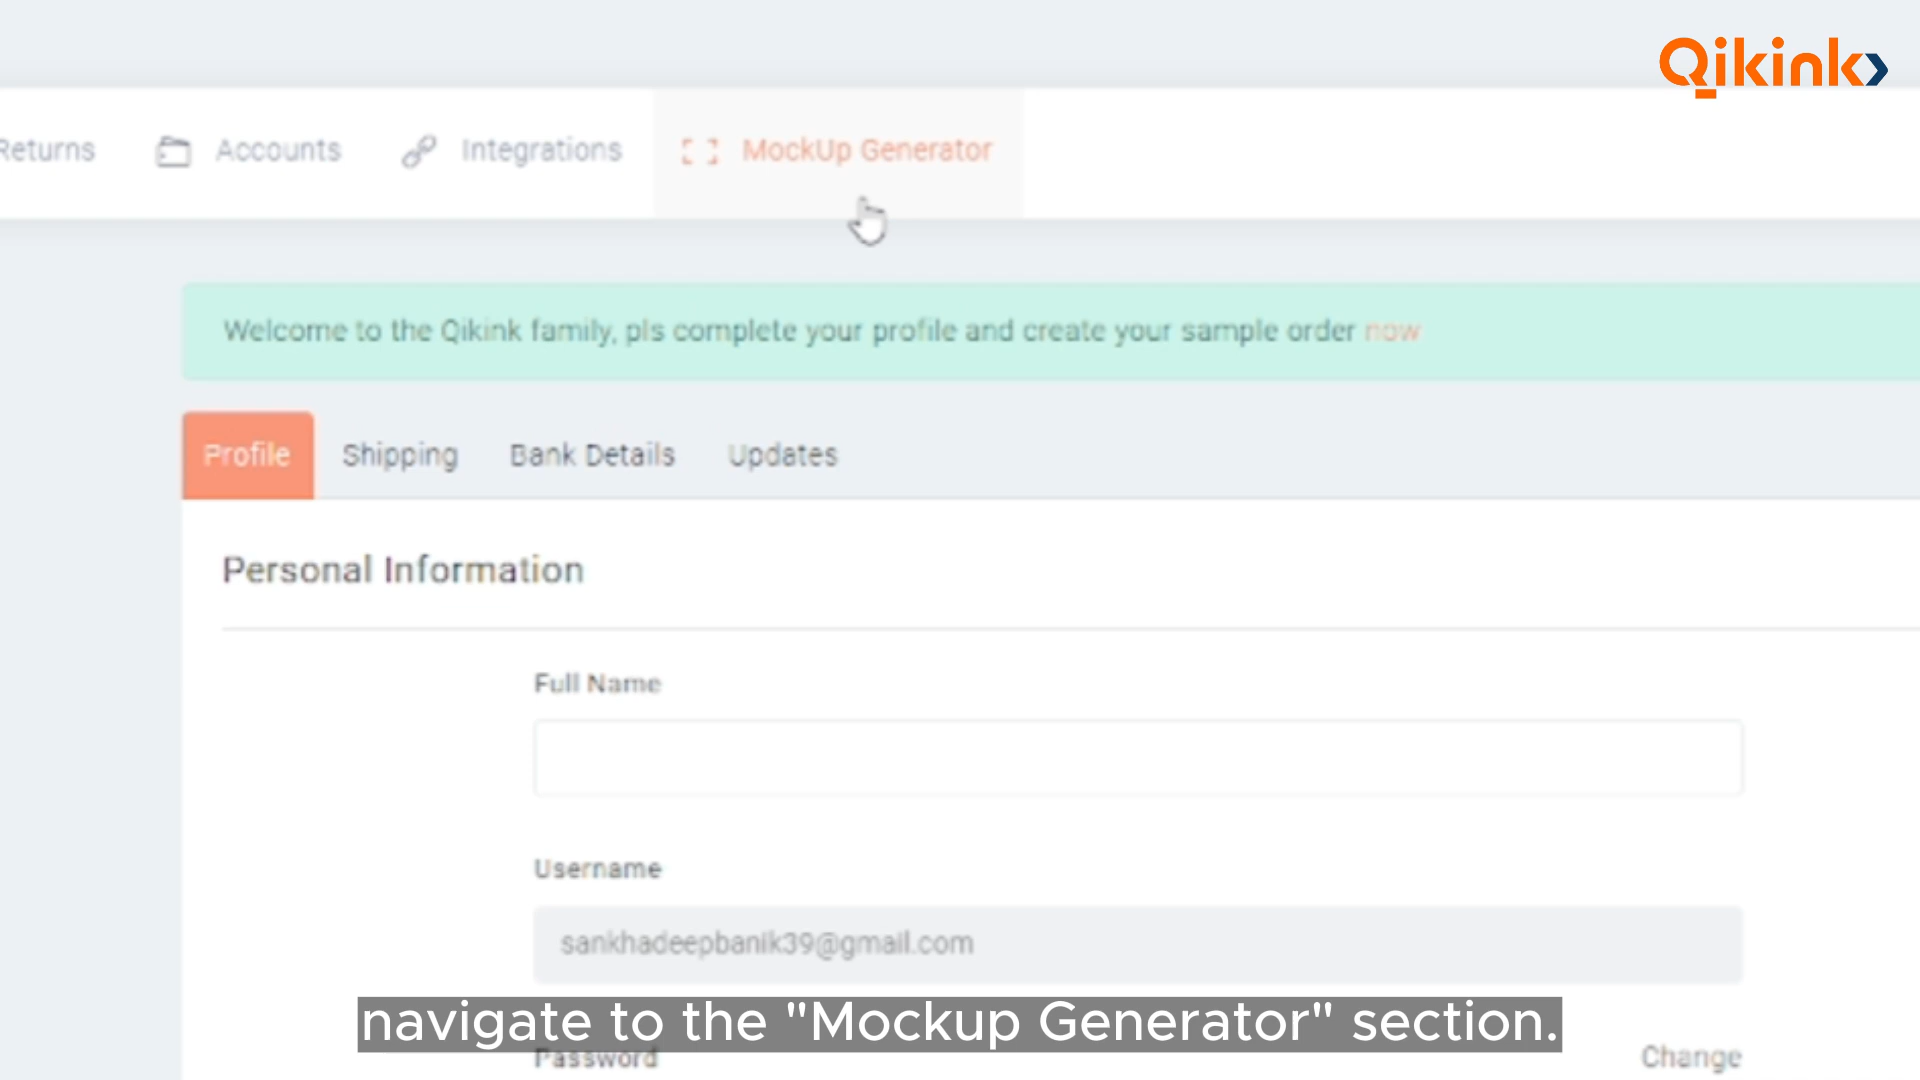 Qikink
Returns Accounts Integrations MockUp Generator
Welcome to the Qikink family, pls complete your profile and create your sample order now
Profile Shipping Bank Details Updates
Personal Information
Full Name
Username
sankhadeepbanik39@gmail.com
navigate to the "Mockup Generator" section.
Password Change